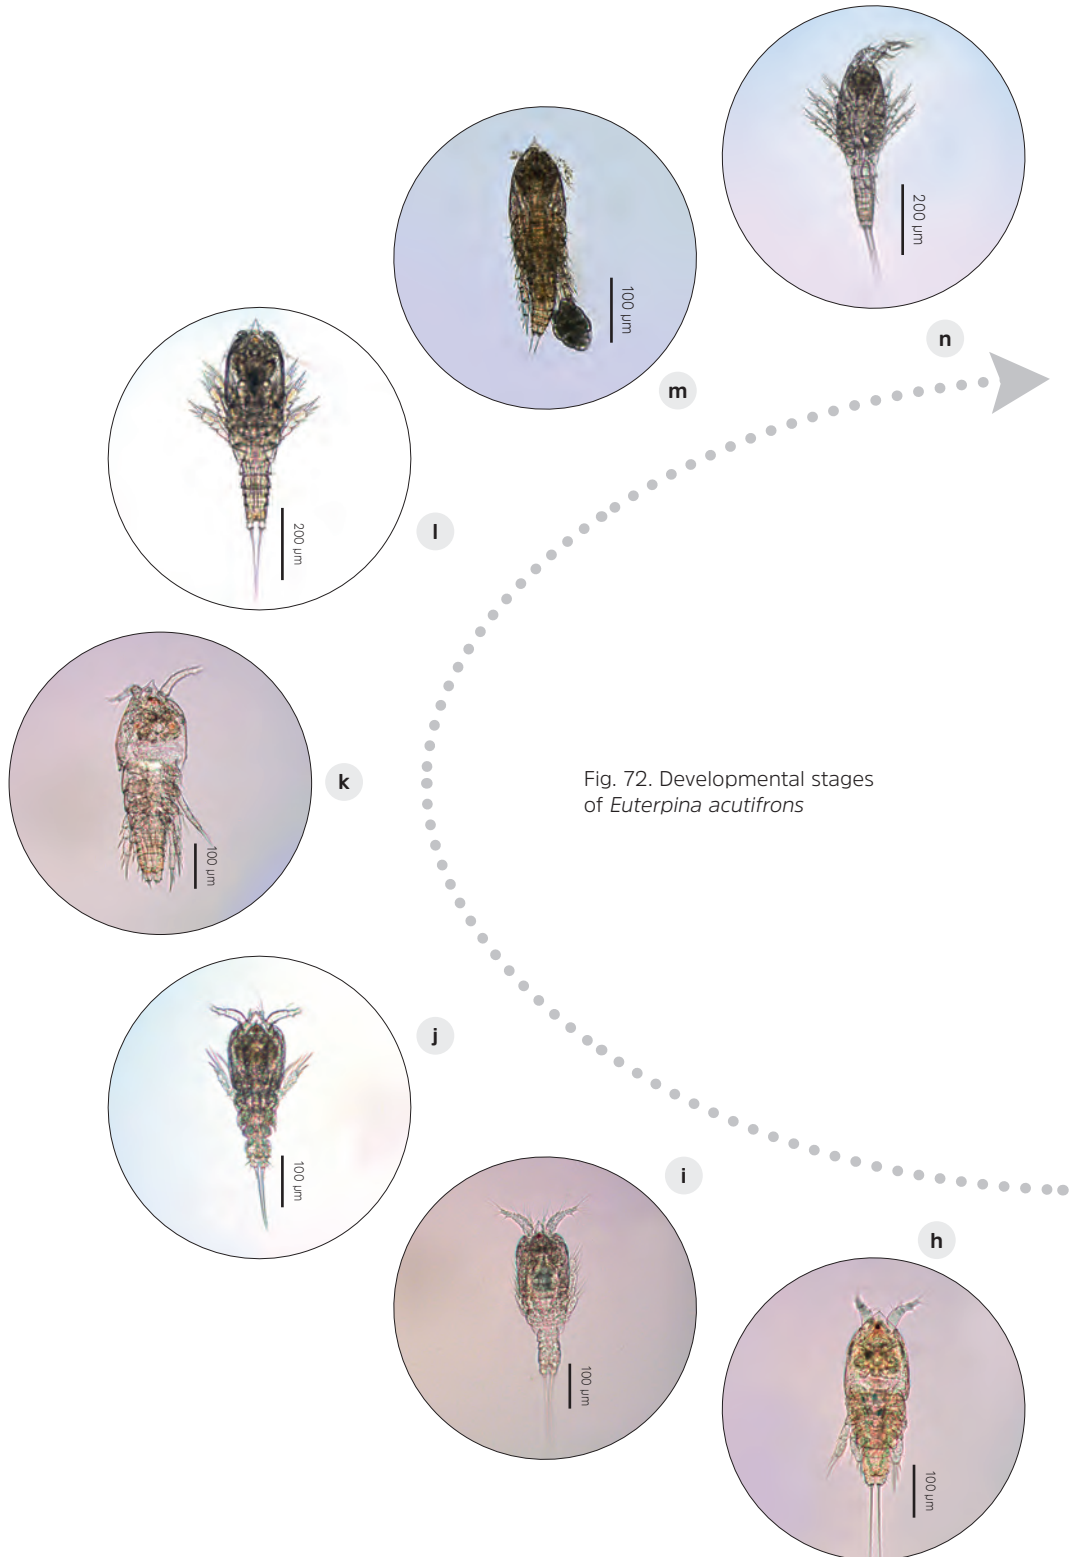 200 µm
n
100 µm
m
200 µm
l
100 µm
k
Fig. 72. Developmental stages
of Euterpina acutifrons
100 µm
j
100 µm
i
h
100 µm